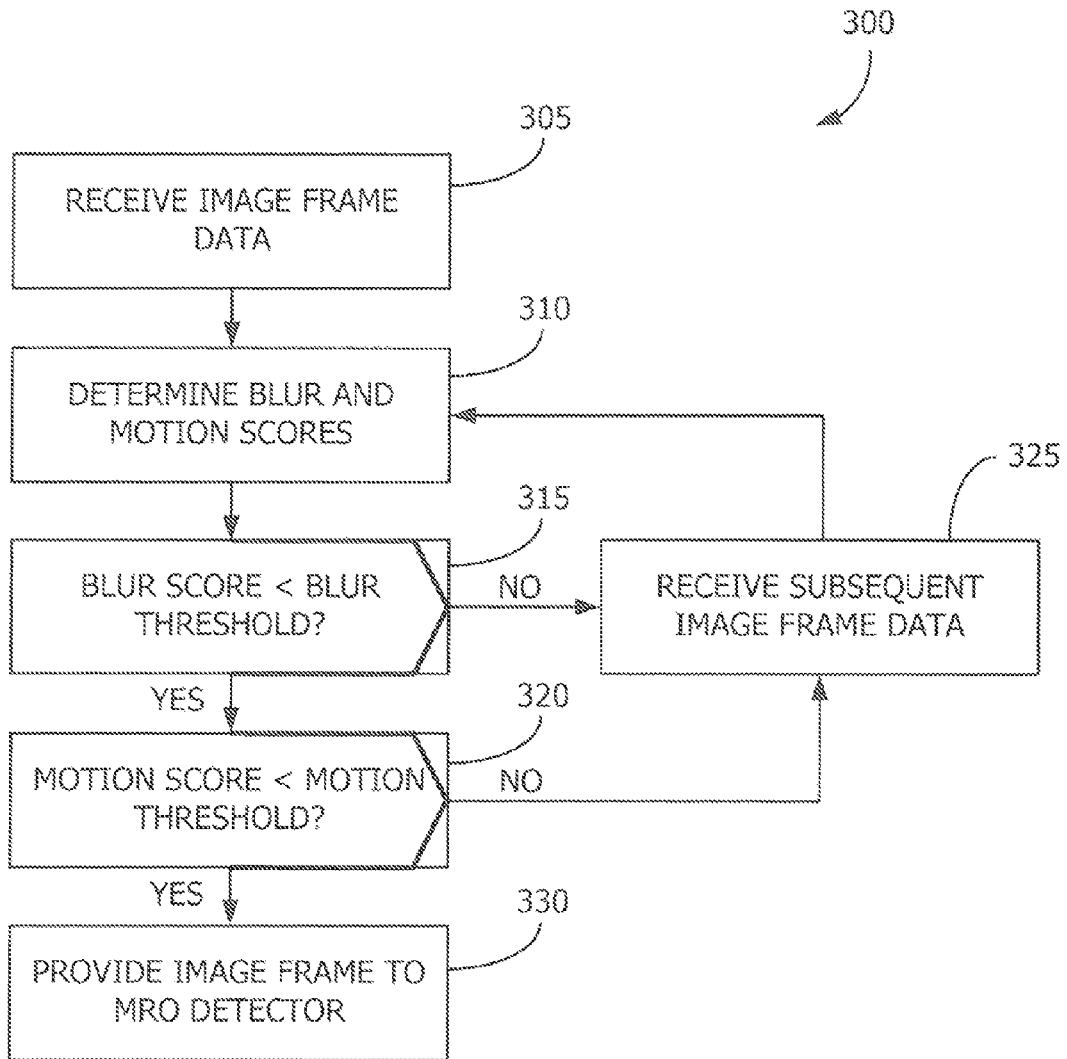 300
305
RECEIVE IMAGE FRAME
DATA
310
DETERMINE BLUR AND
MOTION SCORES
315
BLUR SCORE < BLUR
THRESHOLD?
NO
325
RECEIVE SUBSEQUENT
IMAGE FRAME DATA
YES
320
MOTION SCORE < MOTION
THRESHOLD?
NO
YES
330
PROVIDE IMAGE FRAME TO
MRO DETECTOR